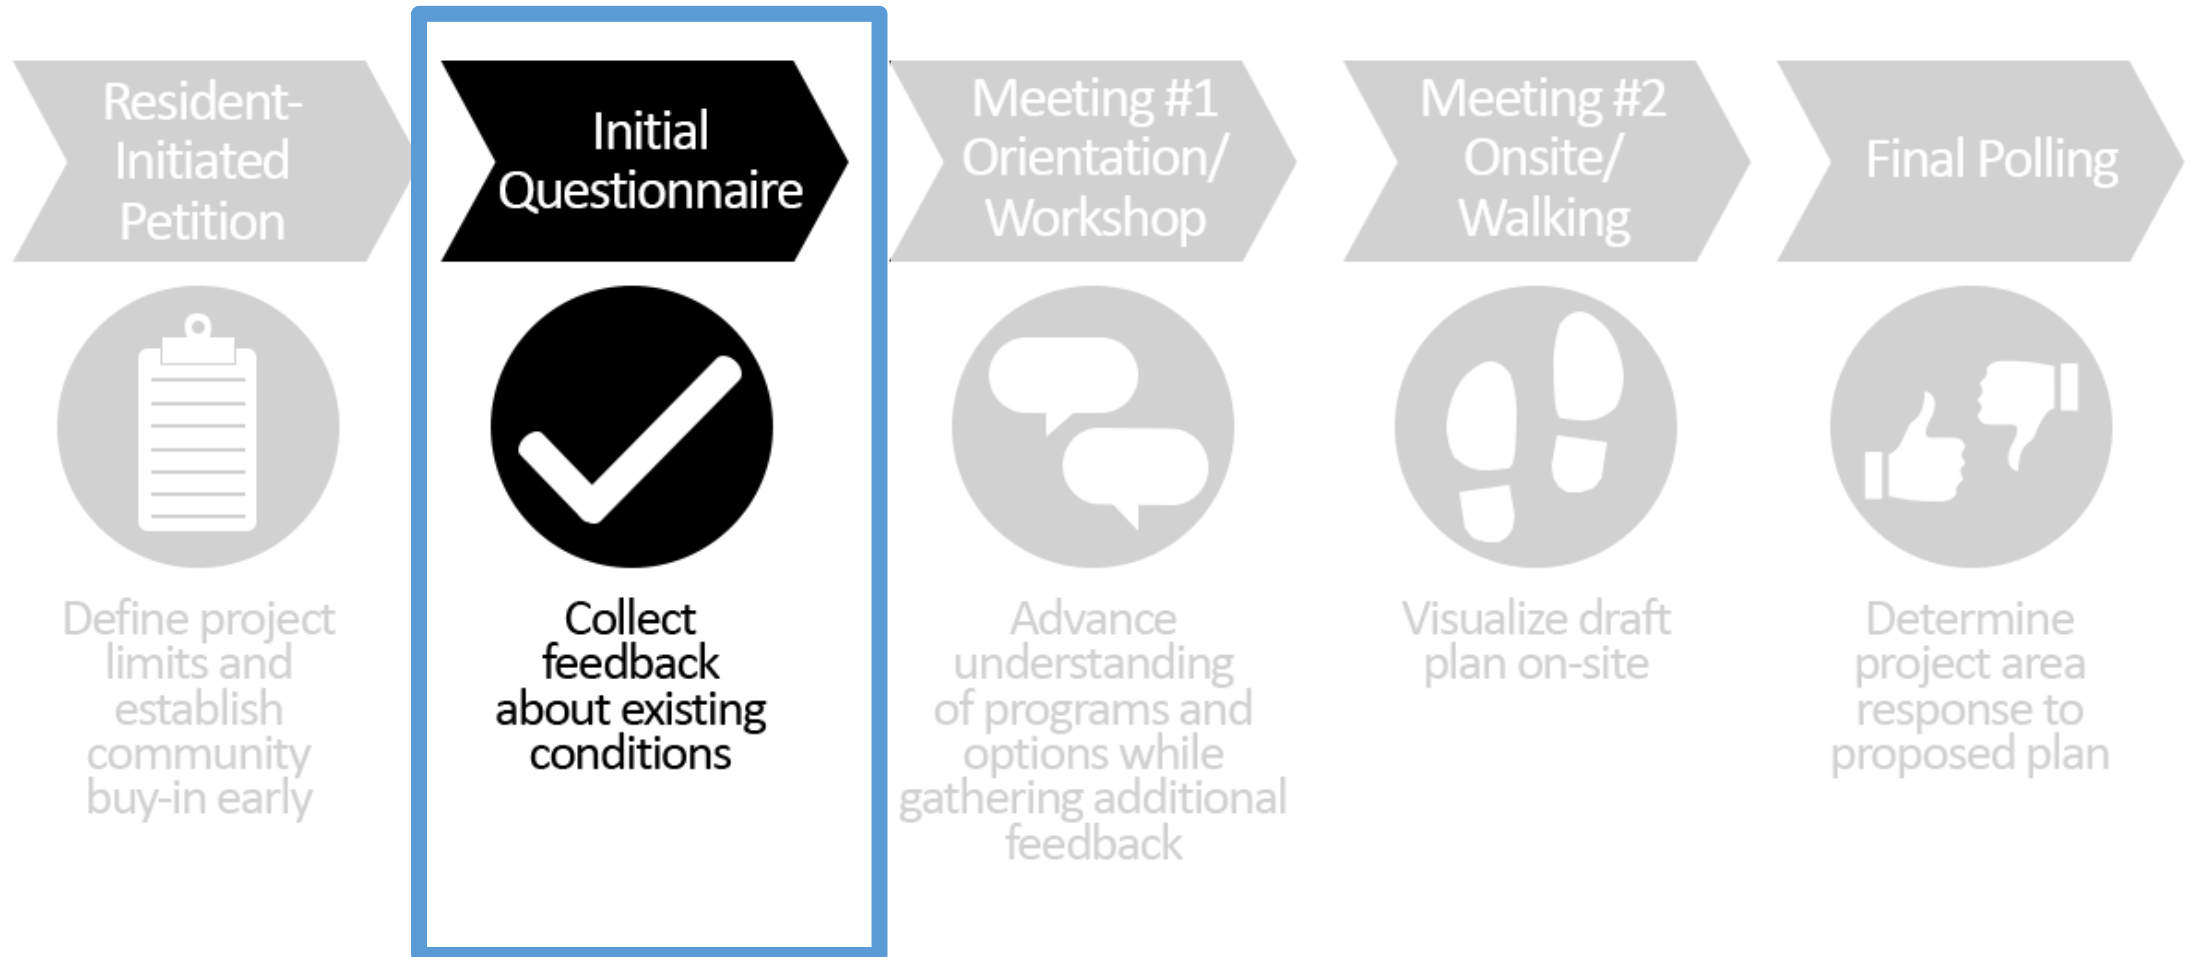 Resident-
Initiated
Petition
Initial
Questionnaire
Meeting #1
Orientation/
Workshop
Meeting #2
Onsite/
Walking
Final Polling
Define project
limits and
establish
community
buy-in early
Collect
feedback
about existing
conditions
Advance
understanding
of programs and
options while
gathering additional
feedback
Visualize draft
plan on-site
Determine
project area
response to
proposed plan